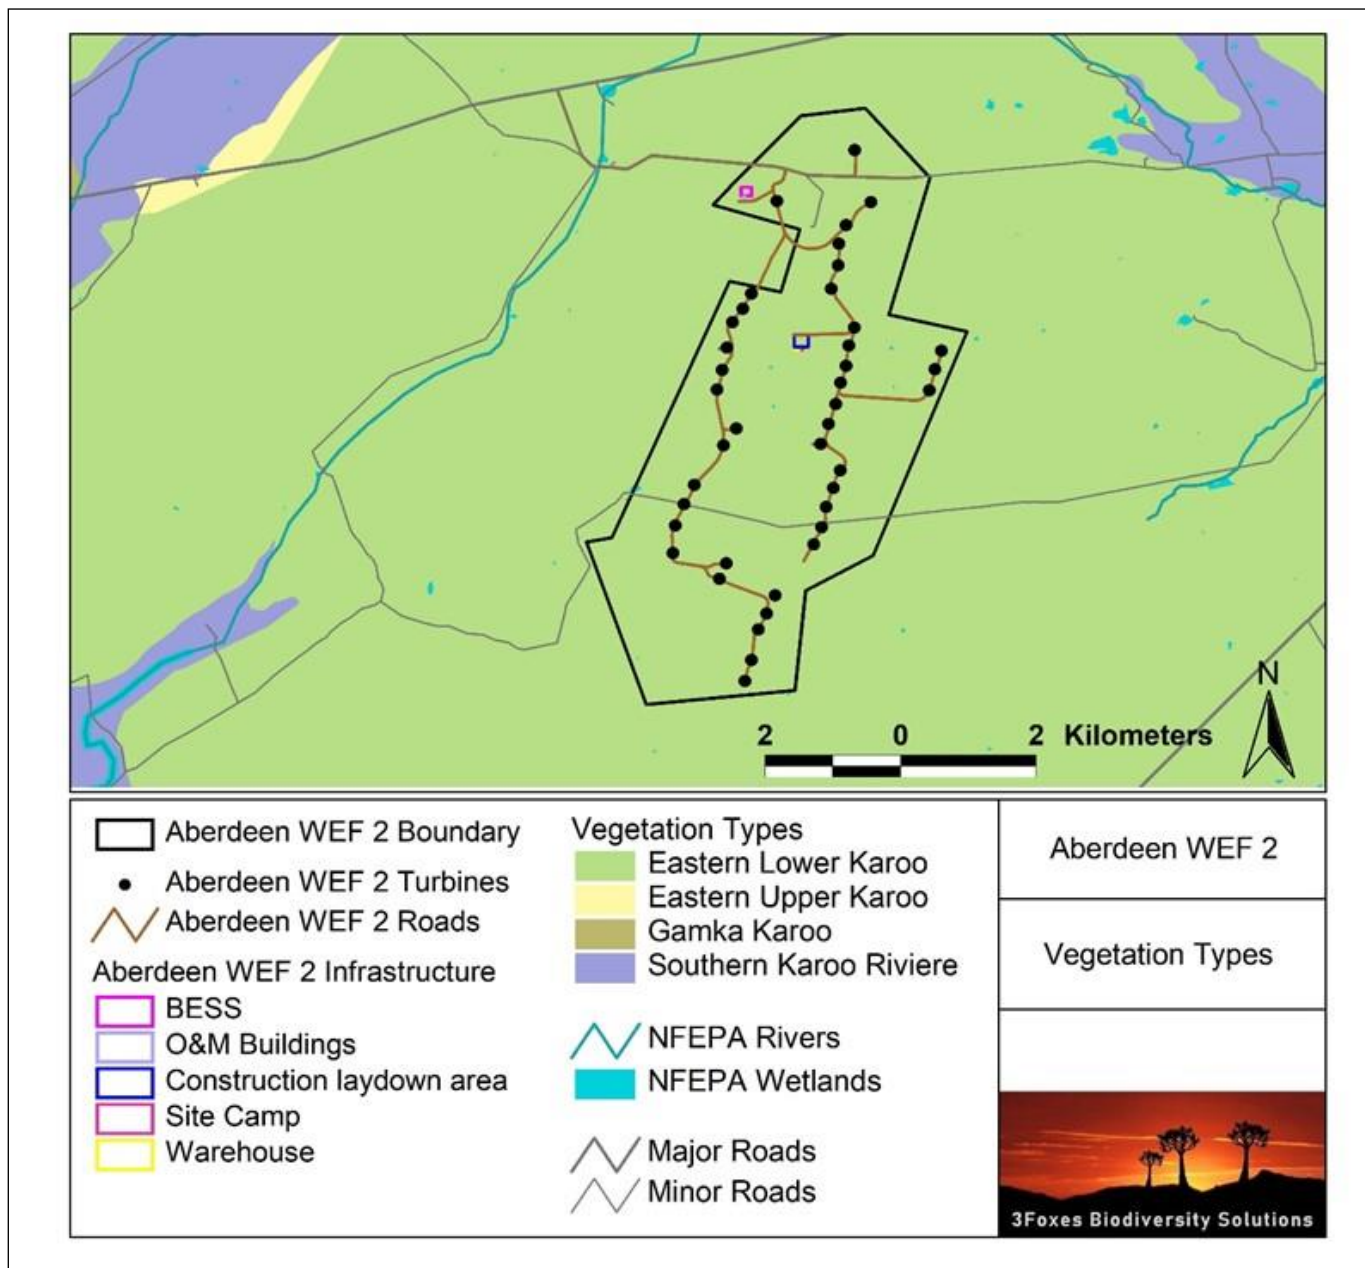 N
2 0 2 Kilometers
Aberdeen WEF 2 Boundary
Aberdeen WEF 2 Turbines
Aberdeen WEF 2 Roads
Aberdeen WEF 2 Infrastructure
BESS
O&M Buildings
Construction laydown area
Site Camp
Warehouse
Vegetation Types
Eastern Lower Karoo
Eastern Upper Karoo
Gamka Karoo
Southern Karoo Riviere
NFEPA Rivers
NFEPA Wetlands
Major Roads
Minor Roads
Aberdeen WEF 2
Vegetation Types
3Foxes Biodiversity Solutions